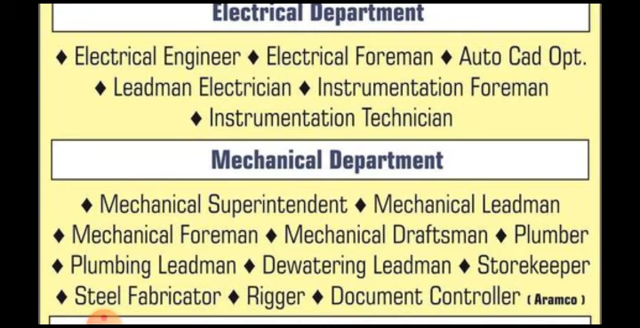 Electrical Department
♦ Electrical Engineer ♦ Electrical Foreman ♦ Auto Cad Opt.
♦ Leadman Electrician ♦ Instrumentation Foreman
♦ Instrumentation Technician
Mechanical Department
♦ Mechanical Superintendent ♦ Mechanical Leadman
♦ Mechanical Foreman ♦ Mechanical Draftsman ♦ Plumber
♦ Plumbing Leadman ♦ Dewatering Leadman ♦ Storekeeper
♦ Steel Fabricator ♦ Rigger ♦ Document Controller ( Aramco )